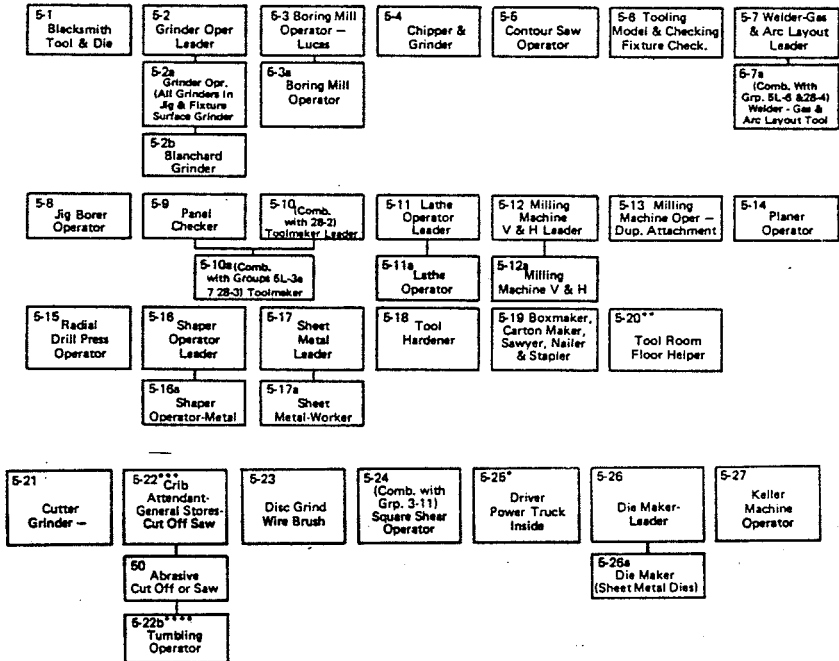 5-1
Blacksmith
Tool & Die
5-2
Grinder Oper
Leader
5-2a
Grinder Opr.
(All Grinders in
Jig & Fixture
Surface Grinder
5-2b
Blanchard
Grinder
5-3 Boring Mill
Operator —
Lucas
5-3a
Boring Mill
Operator
5-4
Chipper &
Grinder
5-5
Contour Saw
Operator
5-6 Tooling
Model & Checking
Fixture Check.
5-7 Welder-Gas
& Arc Layout
Leader
5-7a
(Comb. With
Grp. 5L-6 &28-4)
Welder - Gas &
Arc Layout Tool
5-8
Jig Borer
Operator
5-9
Panel
Checker
5-10
(Comb.
with 28-2)
Toolmaker Leader
5-10a (Comb.
with Groups 5L-3a
7 28-3) Toolmaker
5-11 Lathe
Operator
Leader
5-11a
Lathe
Operator
5-12 Milling
Machine
V & H Leader
5-12a
Milling
Machine V & H
5-13 Milling
Machine Oper —
Dup. Attachment
5-14
Planer
Operator
5-15
Radial
Drill Press
Operator
5-16
Shaper
Operator
Leader
5-16a
Shaper
Operator-Metal
5-17
Sheet
Metal
Leader
5-17a
Sheet
Metal-Worker
5-18
Tool
Hardener
5-19 Boxmaker,
Carton Maker,
Sawyer, Nailer
& Stapler
5-20**
Tool Room
Floor Helper
5-21
Cutter
Grinder —
5-22***
Crib
Attendant-
General Stores-
Cut Off Saw
50
Abrasive
Cut Off or Saw
5-22b****
Tumbling
Operator
5-23
Disc Grind
Wire Brush
5-24
(Comb. with
Grp. 3-11)
Square Shear
Operator
5-25*
Driver
Power Truck
Inside
5-26
Die Maker-
Leader
5-26a
Die Maker
(Sheet Metal Dies)
5-27
Keller
Machine
Operator